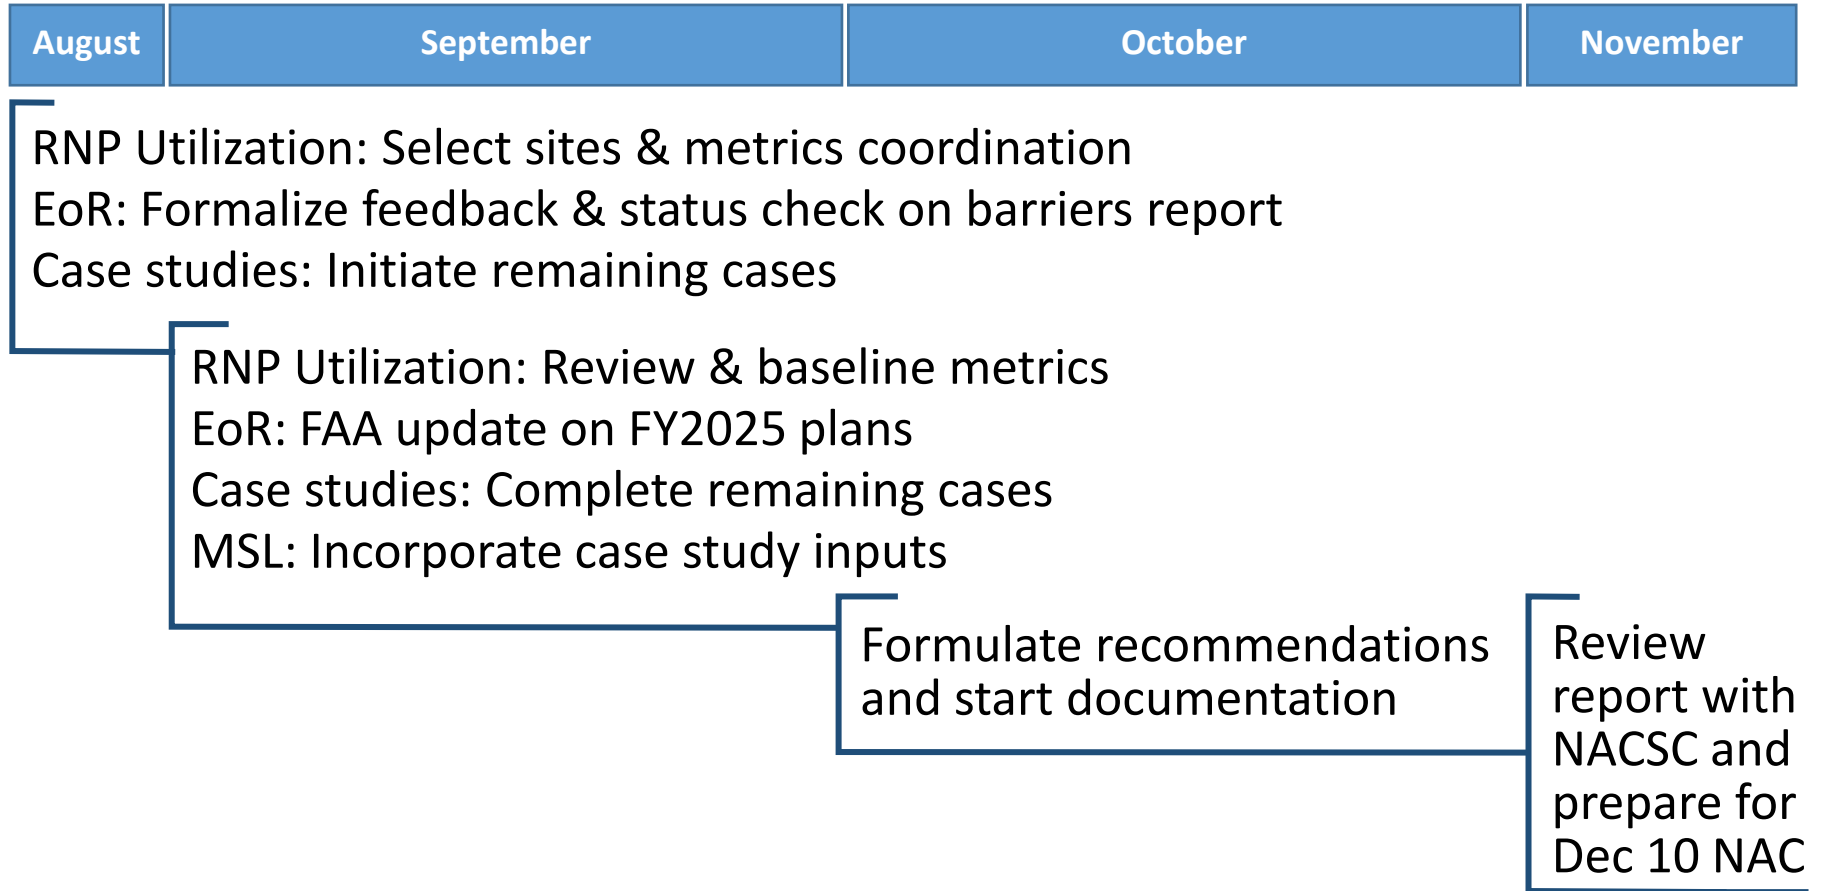 August
September
October
November
RNP Utilization: Select sites & metrics coordination
EoR: Formalize feedback & status check on barriers report
Case studies: Initiate remaining cases
RNP Utilization: Review & baseline metrics
EoR: FAA update on FY2025 plans
Case studies: Complete remaining cases
MSL: Incorporate case study inputs
Formulate recommendations
and start documentation
Review
report with
NACSC and
prepare for
Dec 10 NAC